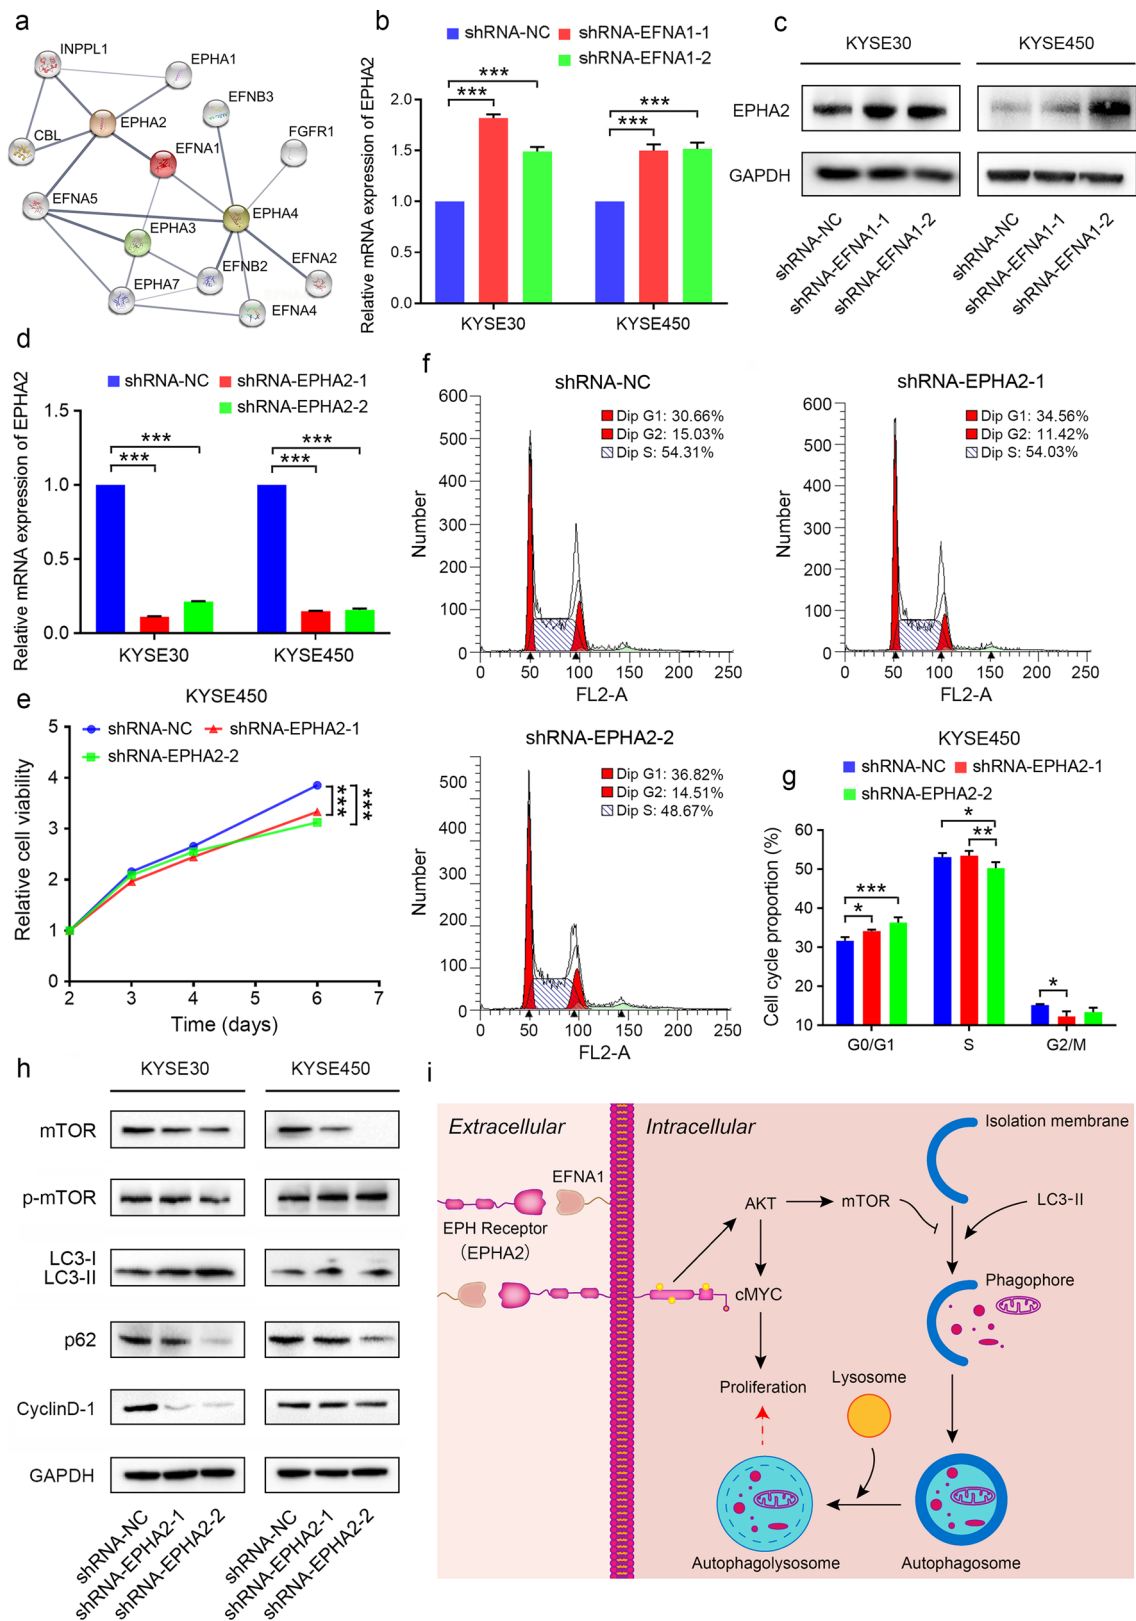 a
INPPL1
EPHA1
EFNB3
EPHA2
FGFR1
CBL
EFNA1
EFNA5
EPHA4
EPHA3
EFNB2
EFNA2
EPHA7
EFNA4
b
shRNA-NC
shRNA-EFNA1-1
shRNA-EFNA1-2
Relative mRNA expression of EPHA2
2.0
1.5
1.0
0.5
0.0
***
***
***
***
KYSE30
KYSE450
c
KYSE30
KYSE450
EPHA2
GAPDH
shRNA-NC
shRNA-EFNA1-1
shRNA-EFNA1-2
shRNA-NC
shRNA-EFNA1-1
shRNA-EFNA1-2
d
shRNA-NC
shRNA-EPHA2-1
shRNA-EPHA2-2
Relative mRNA expression of EPHA2
1.5
1.0
0.5
0.0
***
***
***
***
KYSE30
KYSE450
e
KYSE450
shRNA-NC
shRNA-EPHA2-1
shRNA-EPHA2-2
Relative cell viability
5
4
3
2
1
0
***
***
2
3
4
5
6
7
Time (days)
f
shRNA-NC
Dip G1: 30.66%
Dip G2: 15.03%
Dip S: 54.31%
Number
600
500
400
300
200
100
0
0 50 100 150 200 250
FL2-A
shRNA-EPHA2-1
Dip G1: 34.56%
Dip G2: 11.42%
Dip S: 54.03%
Number
600
500
400
300
200
100
0
0 50 100 150 200 250
FL2-A
shRNA-EPHA2-2
Dip G1: 36.82%
Dip G2: 14.51%
Dip S: 48.67%
Number
500
400
300
200
100
0
0 50 100 150 200 250
FL2-A
g
KYSE450
shRNA-NC
shRNA-EPHA2-1
shRNA-EPHA2-2
Cell cycle proportion (%)
60
50
40
30
20
10
***
*
*
**
*
G0/G1
S
G2/M
h
KYSE30
KYSE450
mTOR
p-mTOR
LC3-I
LC3-II
p62
CyclinD-1
GAPDH
shRNA-NC
shRNA-EPHA2-1
shRNA-EPHA2-2
shRNA-NC
shRNA-EPHA2-1
shRNA-EPHA2-2
i
Extracellular
Intracellular
Isolation membrane
EFNA1
EPH Receptor
(EPHA2)
AKT
mTOR
LC3-II
cMYC
Phagophore
Proliferation
Lysosome
Autophagolysosome
Autophagosome